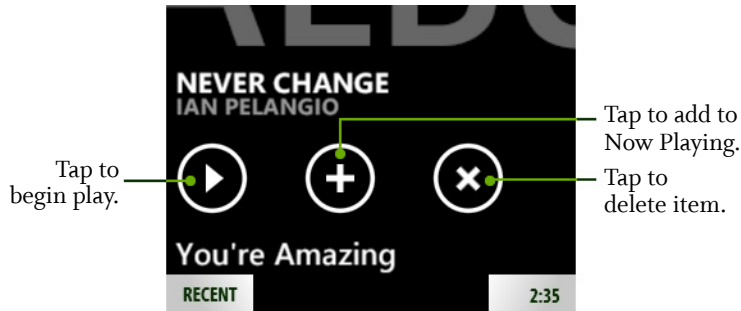 NEVER CHANGE
IAN PELANGIO
Tap to add to
Now Playing.
Tap to
begin play.
Tap to
delete item.
You're Amazing
RECENT
2:35